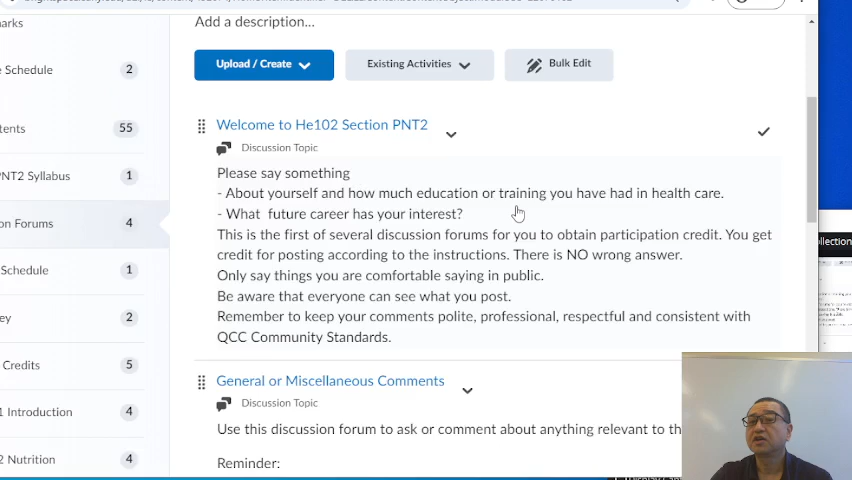 Add a description...
arks
Upload / Create
Existing Activities
Bulk Edit
e Schedule
2
Welcome to He102 Section PNT2
tents
55
Discussion Topic
Please say something
PNT2 Syllabus
1
- About yourself and how much education or training you have had in health care.
- What future career has your interest?
on Forums
4
This is the first of several discussion forums for you to obtain participation credit. You get
credit for posting according to the instructions. There is NO wrong answer.
Schedule
1
Only say things you are comfortable saying in public.
Be aware that everyone can see what you post.
ey
2
Remember to keep your comments polite, professional, respectful and consistent with
QCC Community Standards.
Credits
5
General or Miscellaneous Comments
Discussion Topic
1 Introduction
4
Use this discussion forum to ask or comment about anything relevant to th
2 Nutrition
4
Reminder:
ollection